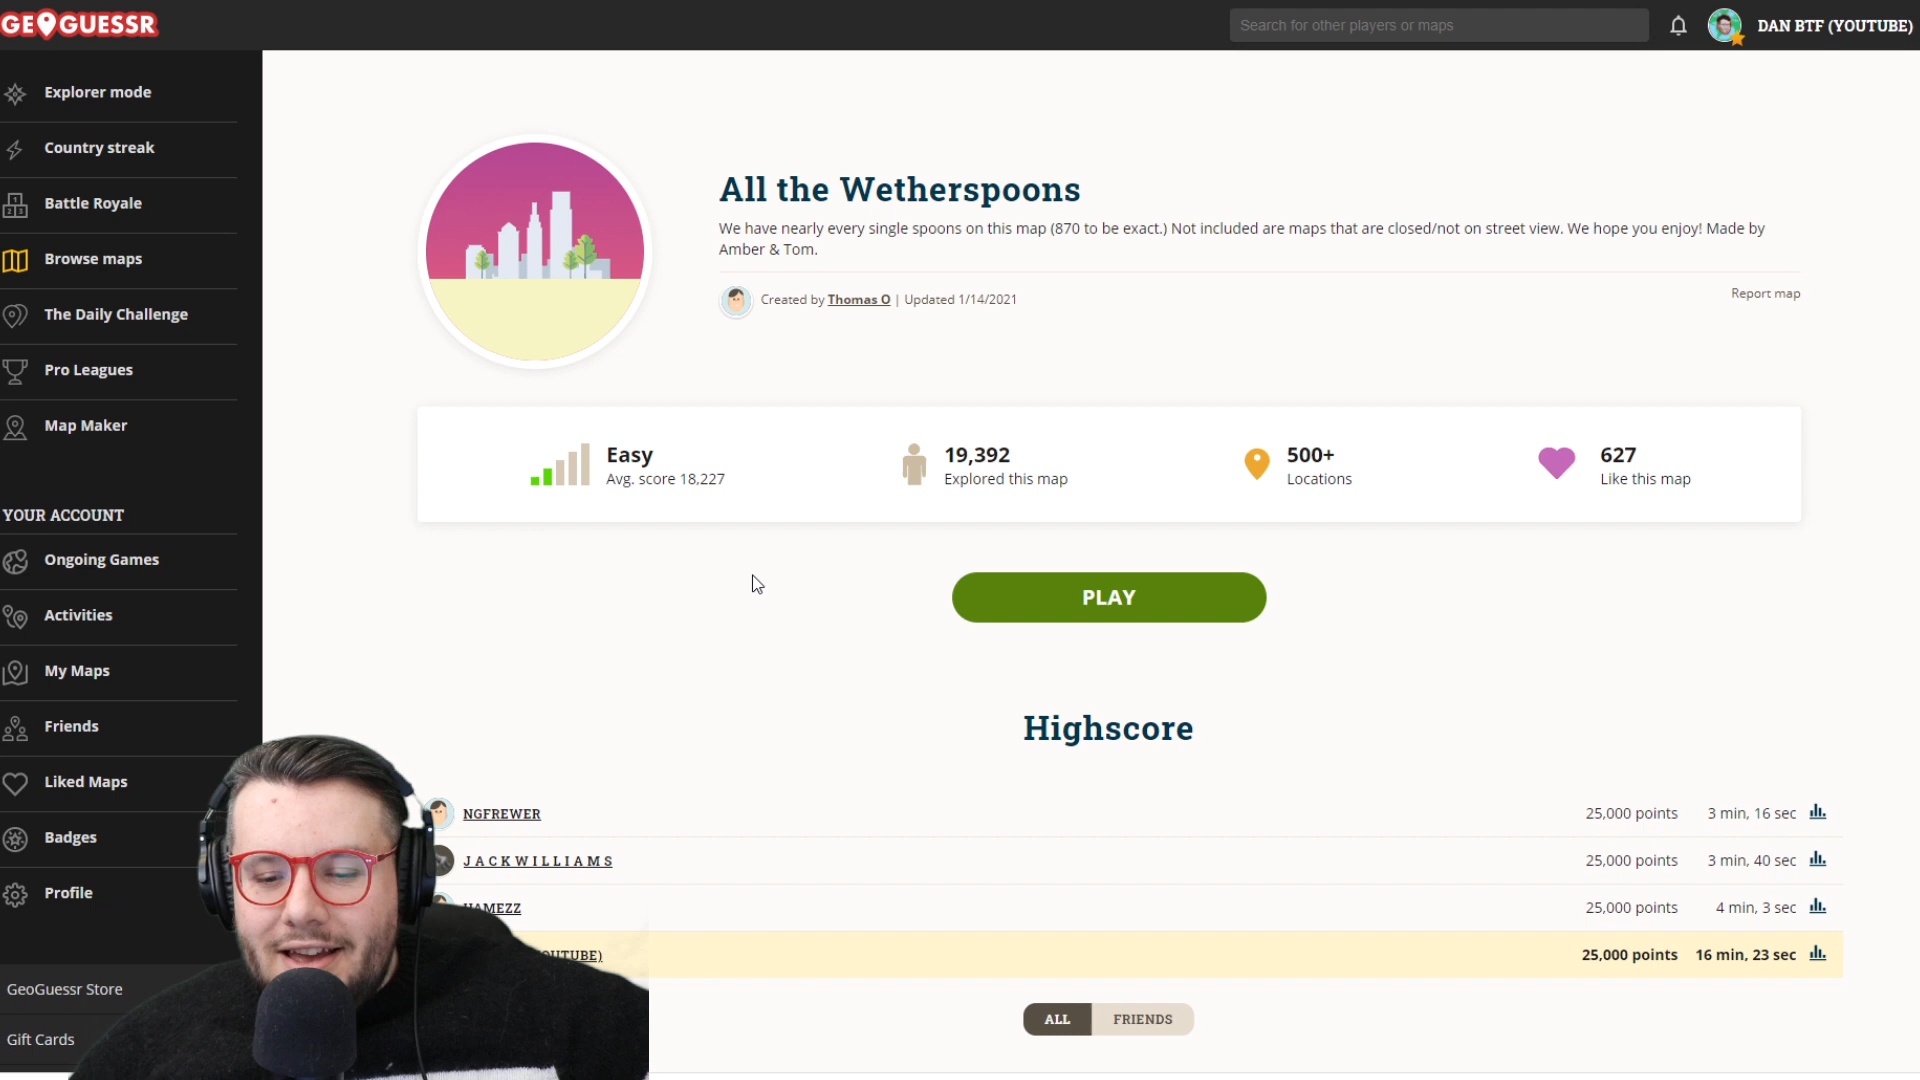 GEOGUESSR
Search for other players or maps
DAN BTF (YOUTUBE)
Explorer mode
Country streak
Battle Royale
Browse maps
The Daily Challenge
Pro Leagues
Map Maker
YOUR ACCOUNT
Ongoing Games
Activities
My Maps
Friends
Liked Maps
Badges
Profile
GeoGuessr Store
Gift Cards
All the Wetherspoons
We have nearly every single spoons on this map (870 to be exact.) Not included are maps that are closed/not on street view. We hope you enjoy! Made by
Amber & Tom.
Created by Thomas O | Updated 1/14/2021
Report map
Easy
Avg. score 18,227
19,392
Explored this map
500+
Locations
627
Like this map
PLAY
Highscore
NGFREWER 25,000 points 3 min, 16 sec
J A C K W I L L I A M S 25,000 points 3 min, 40 sec
25,000 points 4 min, 3 sec
25,000 points 16 min, 23 sec
ALL FRIENDS